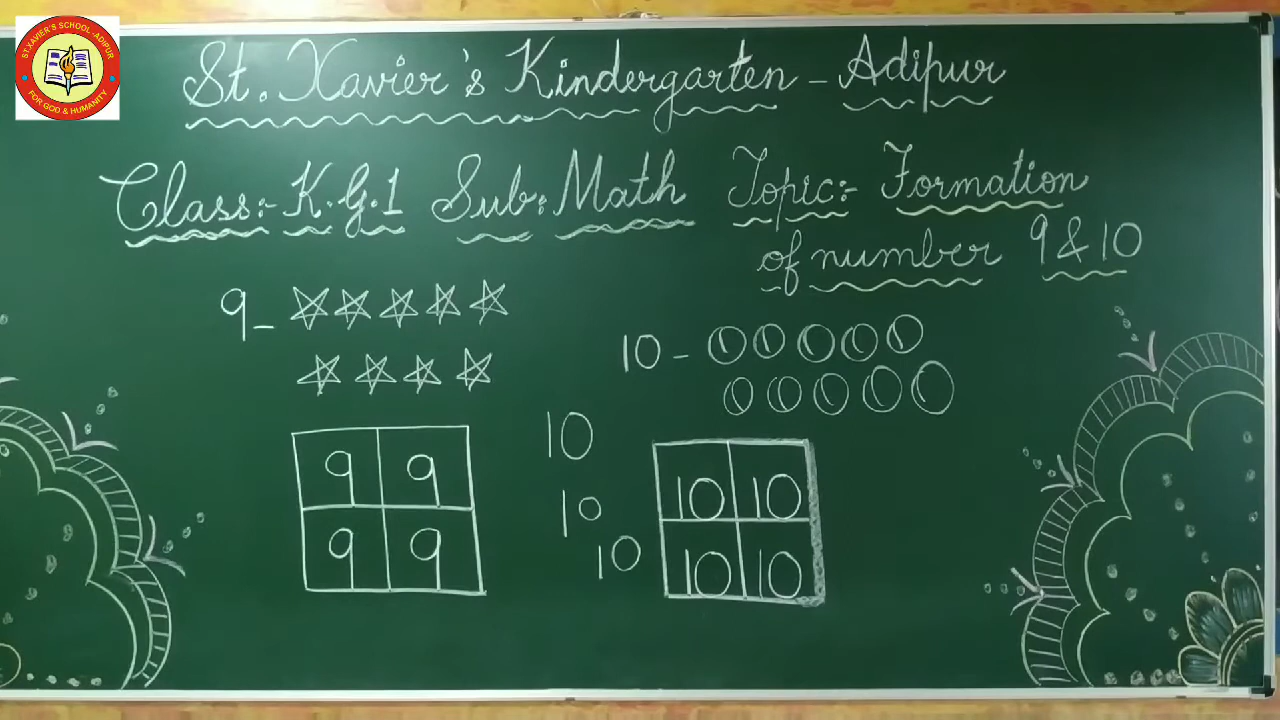 ST. XAVIER'S SCHOOL-ADIPUR
FOR GOD & HUMANITY
St. Xavier's Kindergarten - Adipur
Class:- K.G.1 Sub: Math Topic:- Formation
of number 9 & 10
9 -
10 -
9 9
9 9
10
10
10
10 10
10 10